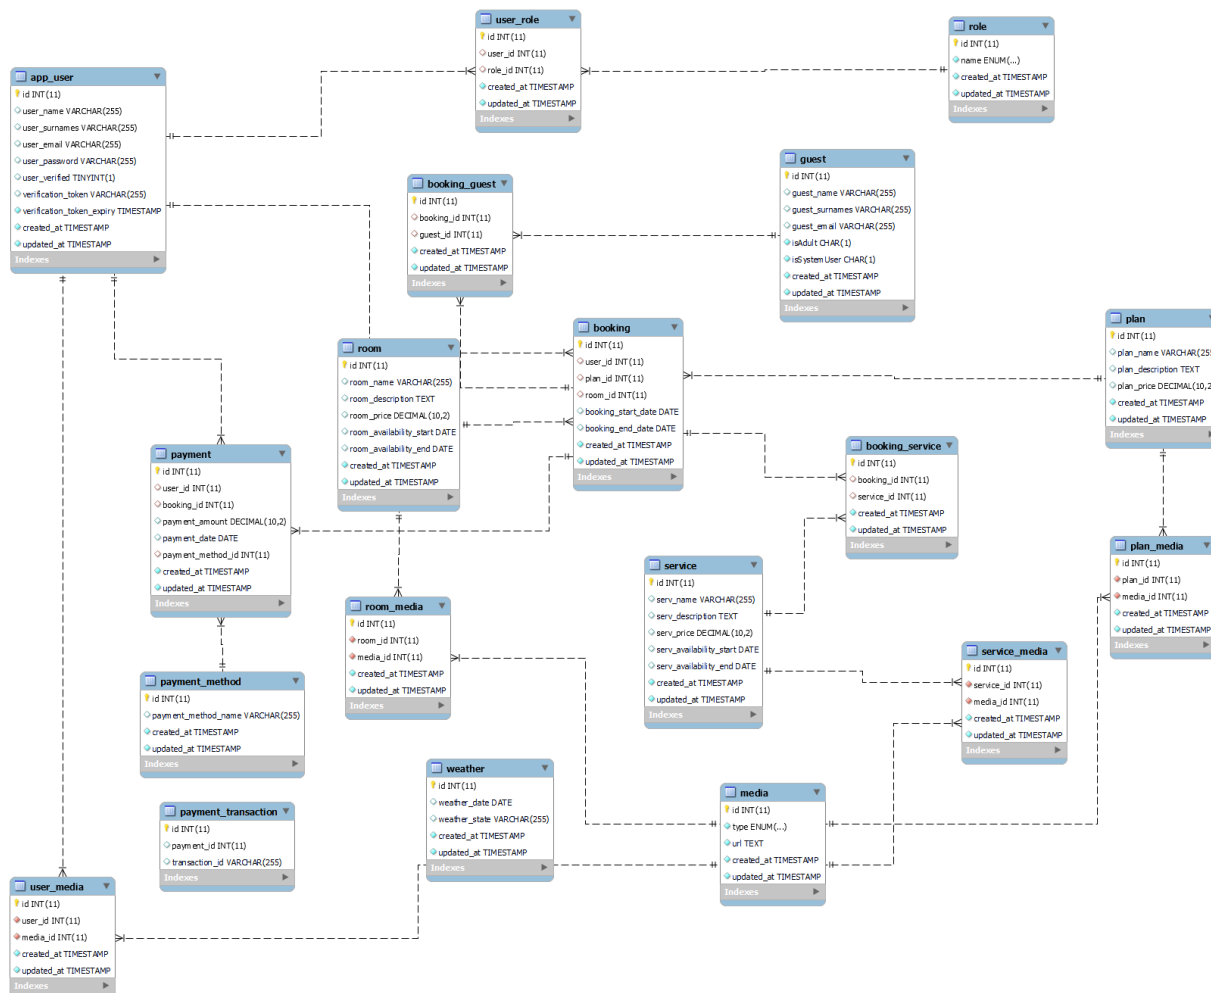 user_role
id INT(11)
user_id INT(11)
role_id INT(11)
created_at TIMESTAMP
updated_at TIMESTAMP
Indexes
role
id INT(11)
name ENUM(...)
created_at TIMESTAMP
updated_at TIMESTAMP
Indexes
app_user
id INT(11)
user_name VARCHAR(255)
user_surnames VARCHAR(255)
user_email VARCHAR(255)
user_password VARCHAR(255)
user_verified TINYINT(1)
verification_token VARCHAR(255)
verification_token_expiry TIMESTAMP
created_at TIMESTAMP
updated_at TIMESTAMP
Indexes
booking_guest
id INT(11)
booking_id INT(11)
guest_id INT(11)
created_at TIMESTAMP
updated_at TIMESTAMP
Indexes
guest
id INT(11)
guest_name VARCHAR(255)
guest_surnames VARCHAR(255)
guest_email VARCHAR(255)
isAdult CHAR(1)
isSystemUser CHAR(1)
created_at TIMESTAMP
updated_at TIMESTAMP
Indexes
room
id INT(11)
room_name VARCHAR(255)
room_description TEXT
room_price DECIMAL(10,2)
room_availability_start DATE
room_availability_end DATE
created_at TIMESTAMP
updated_at TIMESTAMP
Indexes
booking
id INT(11)
user_id INT(11)
plan_id INT(11)
room_id INT(11)
booking_start_date DATE
booking_end_date DATE
created_at TIMESTAMP
updated_at TIMESTAMP
Indexes
plan
id INT(11)
plan_name VARCHAR(255
plan_description TEXT
plan_price DECIMAL(10,2
created_at TIMESTAMP
updated_at TIMESTAMP
Indexes
payment
id INT(11)
user_id INT(11)
booking_id INT(11)
payment_amount DECIMAL(10,2)
payment_date DATE
payment_method_id INT(11)
created_at TIMESTAMP
updated_at TIMESTAMP
Indexes
booking_service
id INT(11)
booking_id INT(11)
service_id INT(11)
created_at TIMESTAMP
updated_at TIMESTAMP
Indexes
plan_media
id INT(11)
plan_id INT(11)
media_id INT(11)
created_at TIMESTAMP
updated_at TIMESTAMP
Indexes
service
id INT(11)
serv_name VARCHAR(255)
serv_description TEXT
serv_price DECIMAL(10,2)
serv_availability_start DATE
serv_availability_end DATE
created_at TIMESTAMP
updated_at TIMESTAMP
Indexes
room_media
id INT(11)
room_id INT(11)
media_id INT(11)
created_at TIMESTAMP
updated_at TIMESTAMP
Indexes
service_media
id INT(11)
service_id INT(11)
media_id INT(11)
created_at TIMESTAMP
updated_at TIMESTAMP
Indexes
payment_method
id INT(11)
payment_method_name VARCHAR(255)
created_at TIMESTAMP
updated_at TIMESTAMP
Indexes
weather
id INT(11)
weather_date DATE
weather_state VARCHAR(255)
created_at TIMESTAMP
updated_at TIMESTAMP
Indexes
media
id INT(11)
type ENUM(...)
url TEXT
created_at TIMESTAMP
updated_at TIMESTAMP
Indexes
payment_transaction
id INT(11)
payment_id INT(11)
transaction_id VARCHAR(255)
Indexes
user_media
id INT(11)
user_id INT(11)
media_id INT(11)
created_at TIMESTAMP
updated_at TIMESTAMP
Indexes